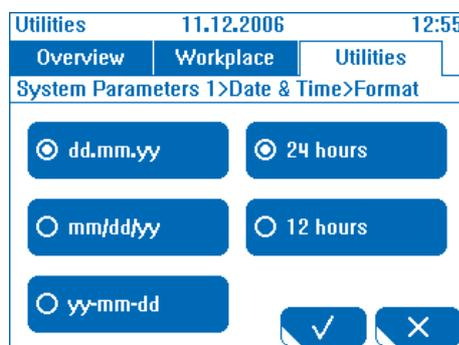 Utilities 11.12.2006 12:55
Overview Workplace Utilities
System Parameters 1>Date & Time>Format
dd.mm.yy 24 hours
mm/dd/yy 12 hours
yy-mm-dd